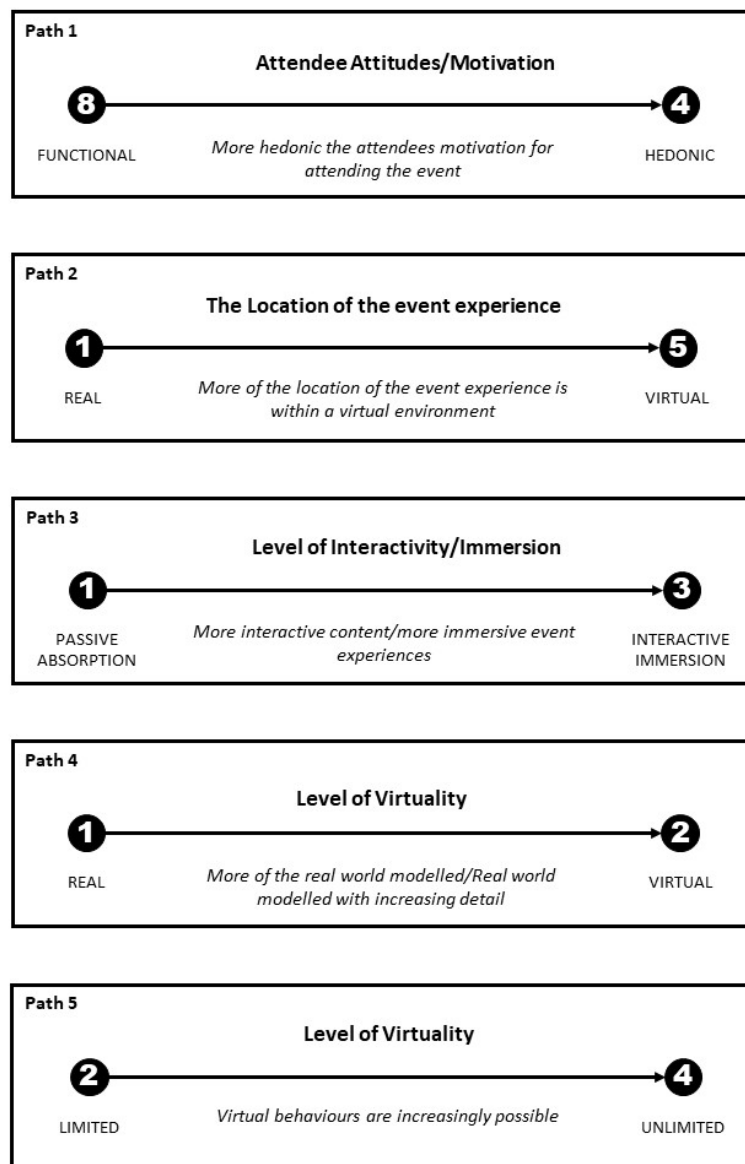 Path 1
Attendee Attitudes/Motivation
8
4
FUNCTIONAL
More hedonic the attendees motivation for
attending the event
HEDONIC
Path 2
The Location of the event experience
1
5
REAL
More of the location of the event experience is
within a virtual environment
VIRTUAL
Path 3
Level of Interactivity/Immersion
1
3
PASSIVE
ABSORPTION
More interactive content/more immersive event
experiences
INTERACTIVE
IMMERSION
Path 4
Level of Virtuality
1
2
REAL
More of the real world modelled/Real world
modelled with increasing detail
VIRTUAL
Path 5
Level of Virtuality
2
4
LIMITED
Virtual behaviours are increasingly possible
UNLIMITED